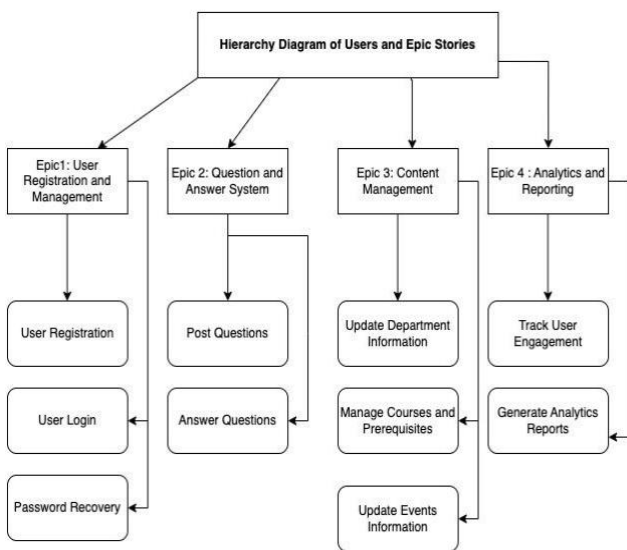 Hierarchy Diagram of Users and Epic Stories
Epic1: User
Registration and
Management
Epic 2: Question and
Answer System
Epic 3: Content
Management
Epic 4 : Analytics and
Reporting
User Registration
Post Questions
Update Department
Information
Track User
Engagement
User Login
Answer Questions
Manage Courses and
Prerequisites
Generate Analytics
Reports
Password Recovery
Update Events
Information